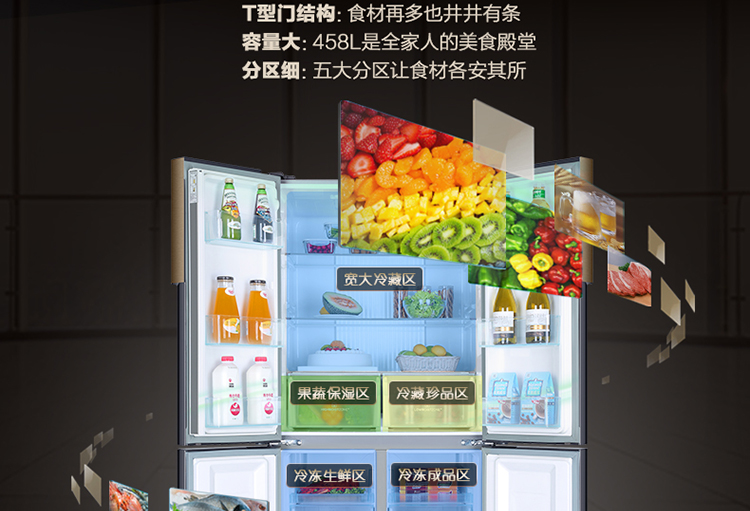 T型门结构: 食材再多也井井有条
容量大: 458L是全家人的美食殿堂
分区细: 五大分区让食材各安其所
宽大冷藏区
果蔬保湿区 冷藏珍品区
冷冻生鲜区 冷冻成品区